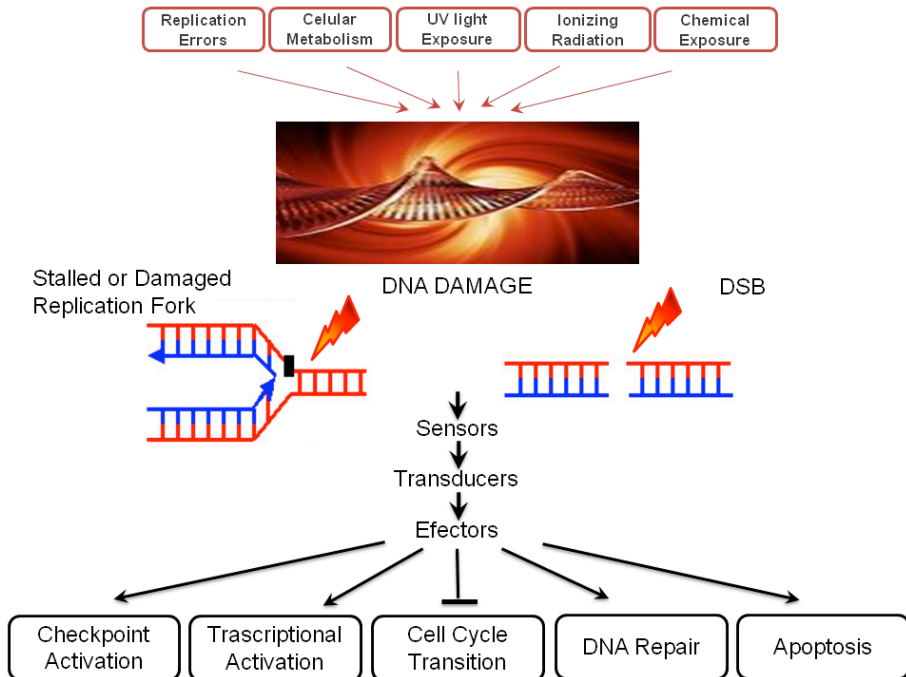 Replication
Errors
Celular
Metabolism
UV light
Exposure
Ionizing
Radiation
Chemical
Exposure
Stalled or Damaged
Replication Fork
DNA DAMAGE
DSB
Sensors
Transducers
Efectors
Checkpoint
Activation
Trascriptional
Activation
Cell Cycle
Transition
DNA Repair
Apoptosis